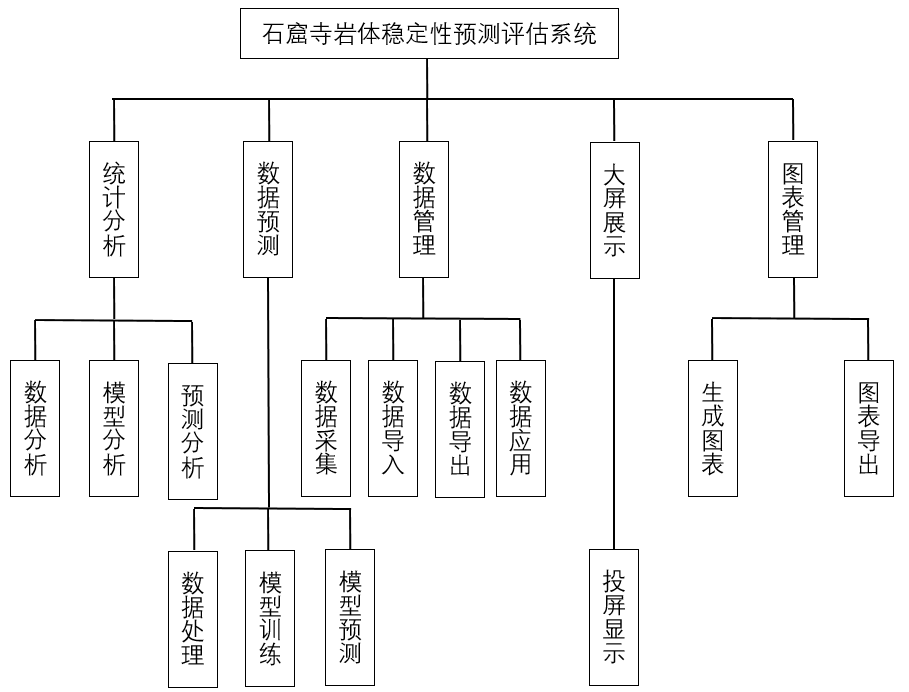 石窟寺岩体稳定性预测评估系统
统计分析
数据预测
数据管理
大屏展示
图表管理
数据分析
模型分析
预测分析
数据采集
数据导入
数据导出
数据应用
生成图表
图表导出
数据处理
模型训练
模型预测
投屏显示